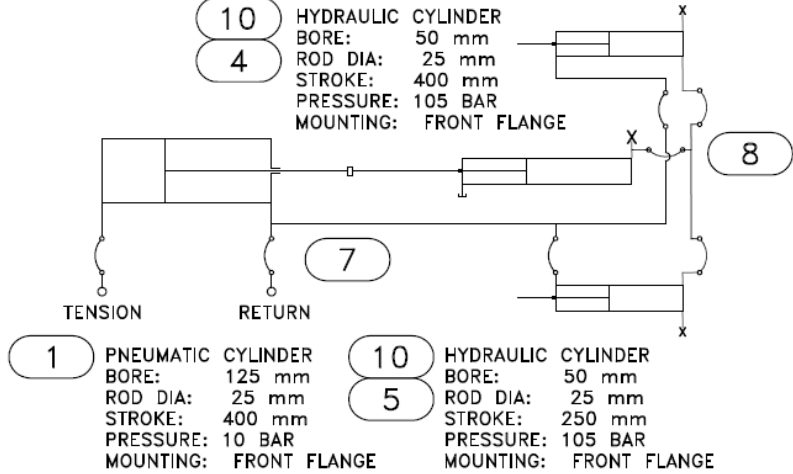 10
4
HYDRAULIC CYLINDER
BORE: 50 mm
ROD DIA: 25 mm
STROKE: 400 mm
PRESSURE: 105 BAR
MOUNTING: FRONT FLANGE
X
X
8
7
TENSION
RETURN
X
1
PNEUMATIC CYLINDER
BORE: 125 mm
ROD DIA: 25 mm
STROKE: 400 mm
PRESSURE: 10 BAR
MOUNTING: FRONT FLANGE
10
5
HYDRAULIC CYLINDER
BORE: 50 mm
ROD DIA: 25 mm
STROKE: 250 mm
PRESSURE: 105 BAR
MOUNTING: FRONT FLANGE